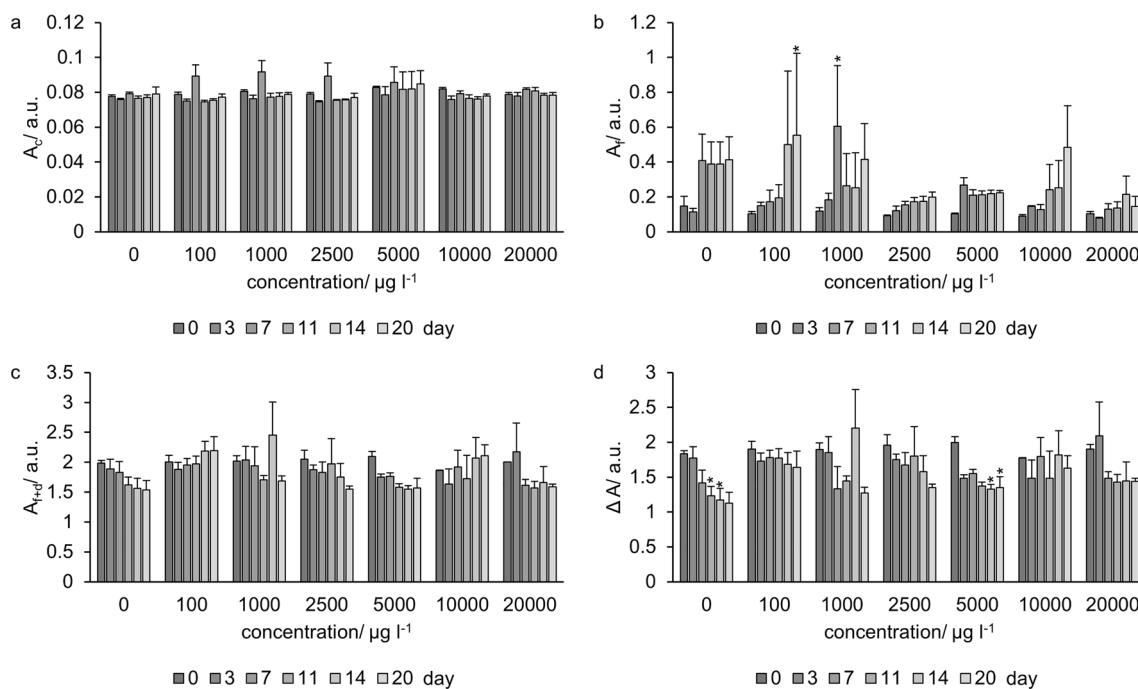 a
0.12
0.1
0.08
0.06
0.04
0.02
0
A_c/ a.u.
0 100 1000 2500 5000 10000 20000
concentration/ µg l⁻¹
0 3 7 11 14 20 day
b
1.2
1
0.8
0.6
0.4
0.2
0
A_f/ a.u.
* *
0 100 1000 2500 5000 10000 20000
concentration/ µg l⁻¹
0 3 7 11 14 20 day
c
3.5
3
2.5
2
1.5
1
0.5
0
A_f+d/ a.u.
0 100 1000 2500 5000 10000 20000
concentration/ µg l⁻¹
0 3 7 11 14 20 day
d
3
2.5
2
1.5
1
0.5
0
Δ A/ a.u.
* * * *
0 100 1000 2500 5000 10000 20000
concentration/ µg l⁻¹
0 3 7 11 14 20 day